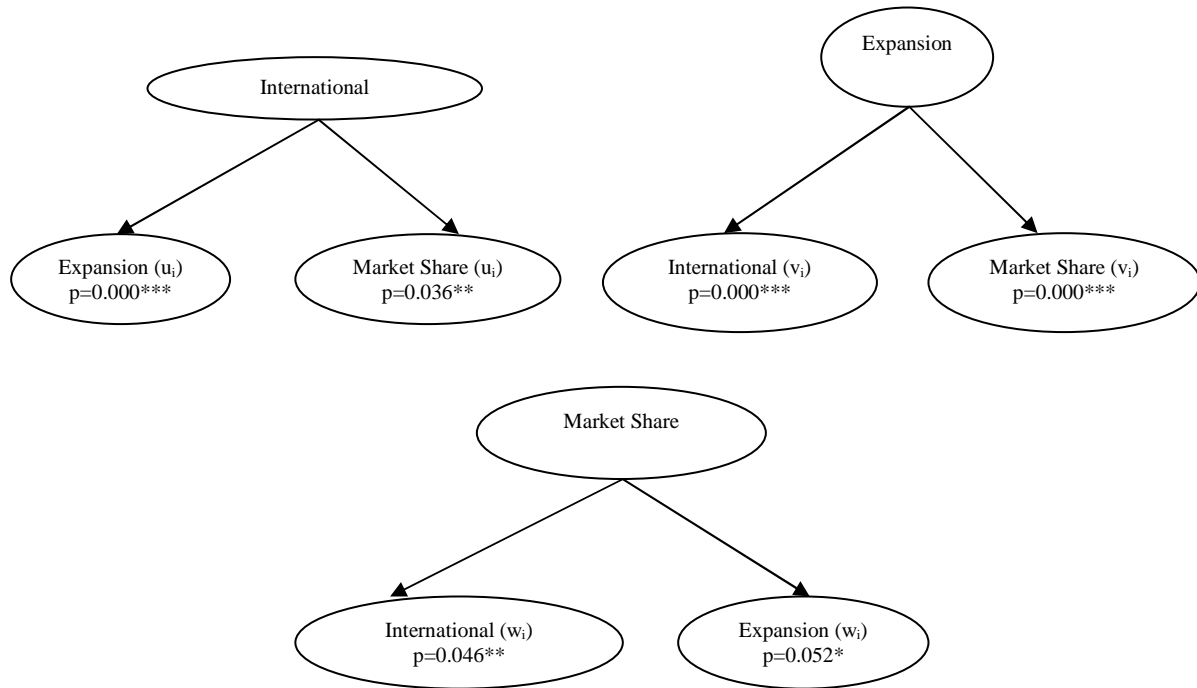 International
Expansion
Expansion (uᵢ)
p=0.000***
Market Share (uᵢ)
p=0.036**
International (vᵢ)
p=0.000***
Market Share (vᵢ)
p=0.000***
Market Share
International (wᵢ)
p=0.046**
Expansion (wᵢ)
p=0.052*